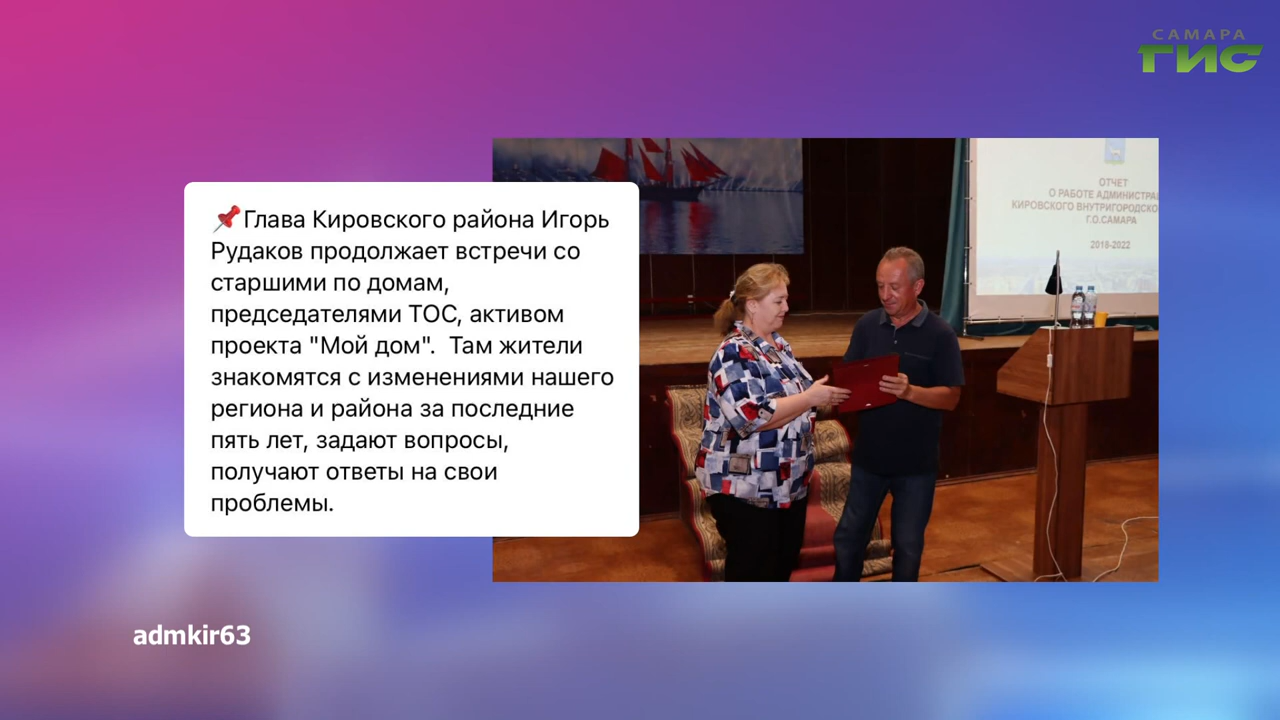 САМАРА
ГИС
📌Глава Кировского района Игорь
Рудаков продолжает встречи со
старшими по домам,
председателями ТОС, активом
проекта "Мой дом".  Там жители
знакомятся с изменениями нашего
региона и района за последние
пять лет, задают вопросы,
получают ответы на свои
проблемы.
ОТЧЕТ
О РАБОТЕ АДМИНИСТРА
КИРОВСКОГО ВНУТРИГОРОДСКО
Г.О.САМАРА
2018-2022
admkir63